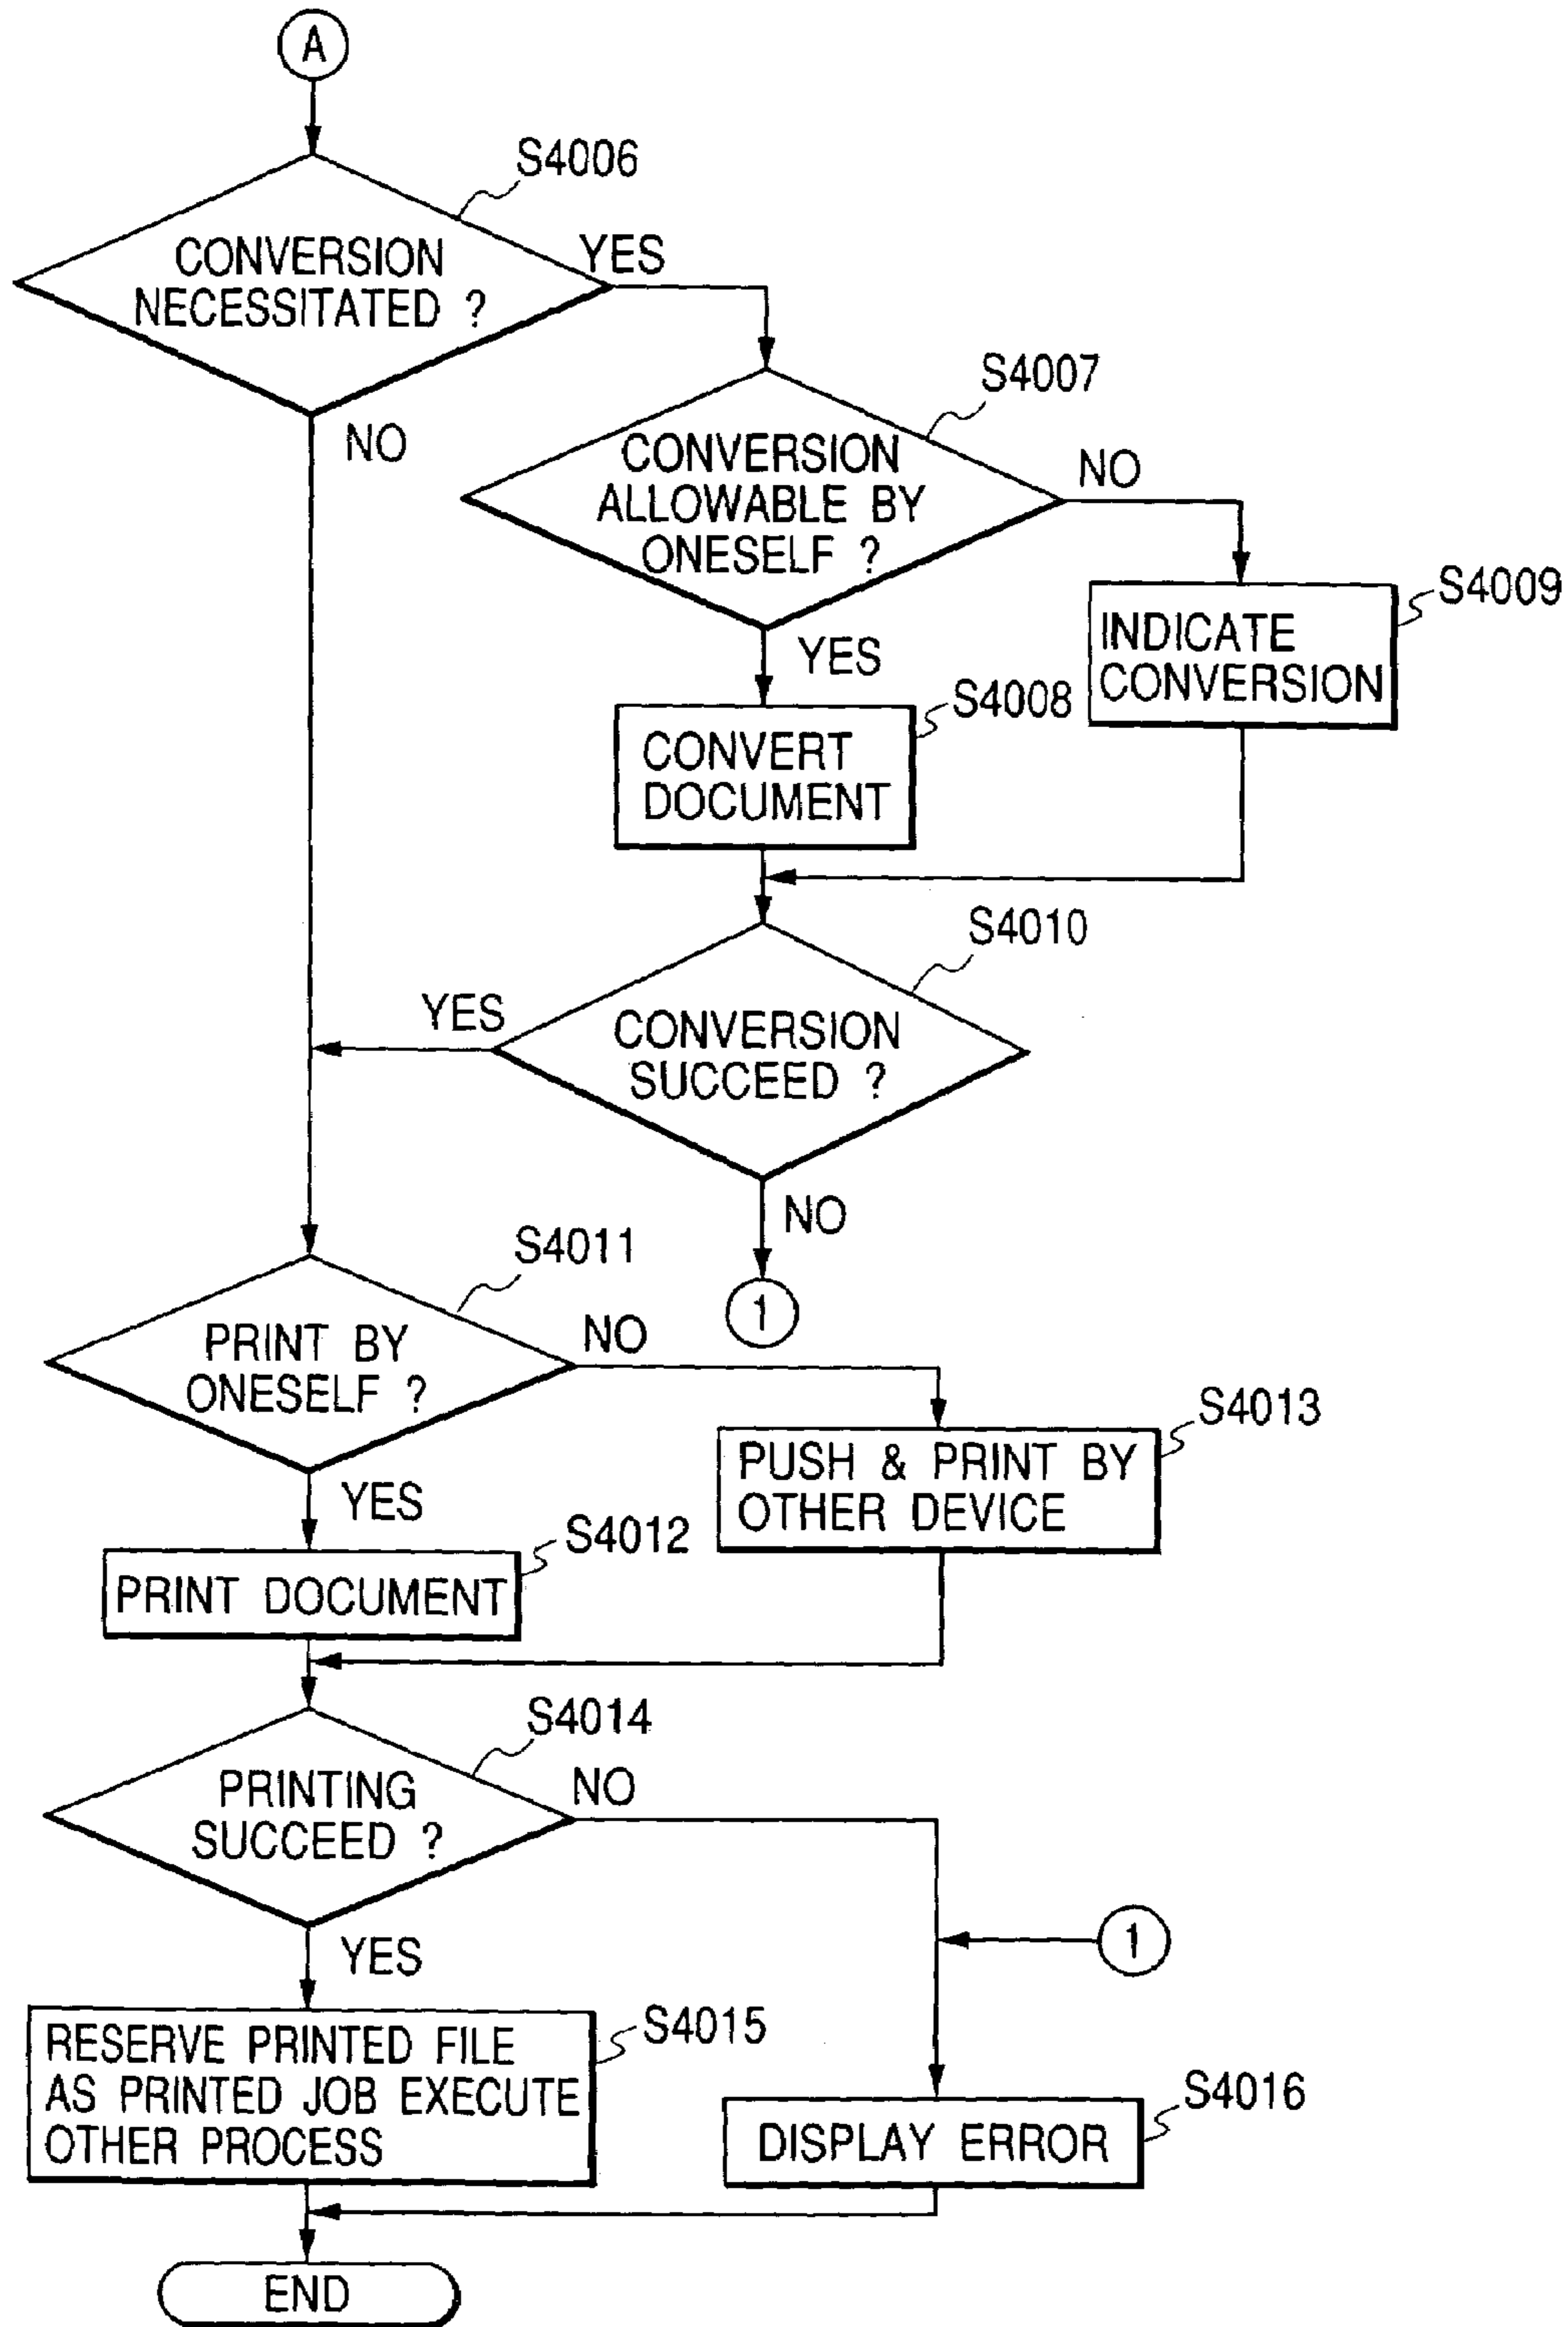 A
S4006
CONVERSION
NECESSITATED ?
YES
NO
S4007
CONVERSION
ALLOWABLE BY
ONESELF ?
NO
YES
S4009
INDICATE
CONVERSION
S4008
CONVERT
DOCUMENT
S4010
CONVERSION
SUCCEED ?
YES
NO
1
S4011
PRINT BY
ONESELF ?
NO
YES
S4013
PUSH & PRINT BY
OTHER DEVICE
S4012
PRINT DOCUMENT
S4014
PRINTING
SUCCEED ?
NO
YES
1
S4015
RESERVE PRINTED FILE
AS PRINTED JOB EXECUTE
OTHER PROCESS
S4016
DISPLAY ERROR
END